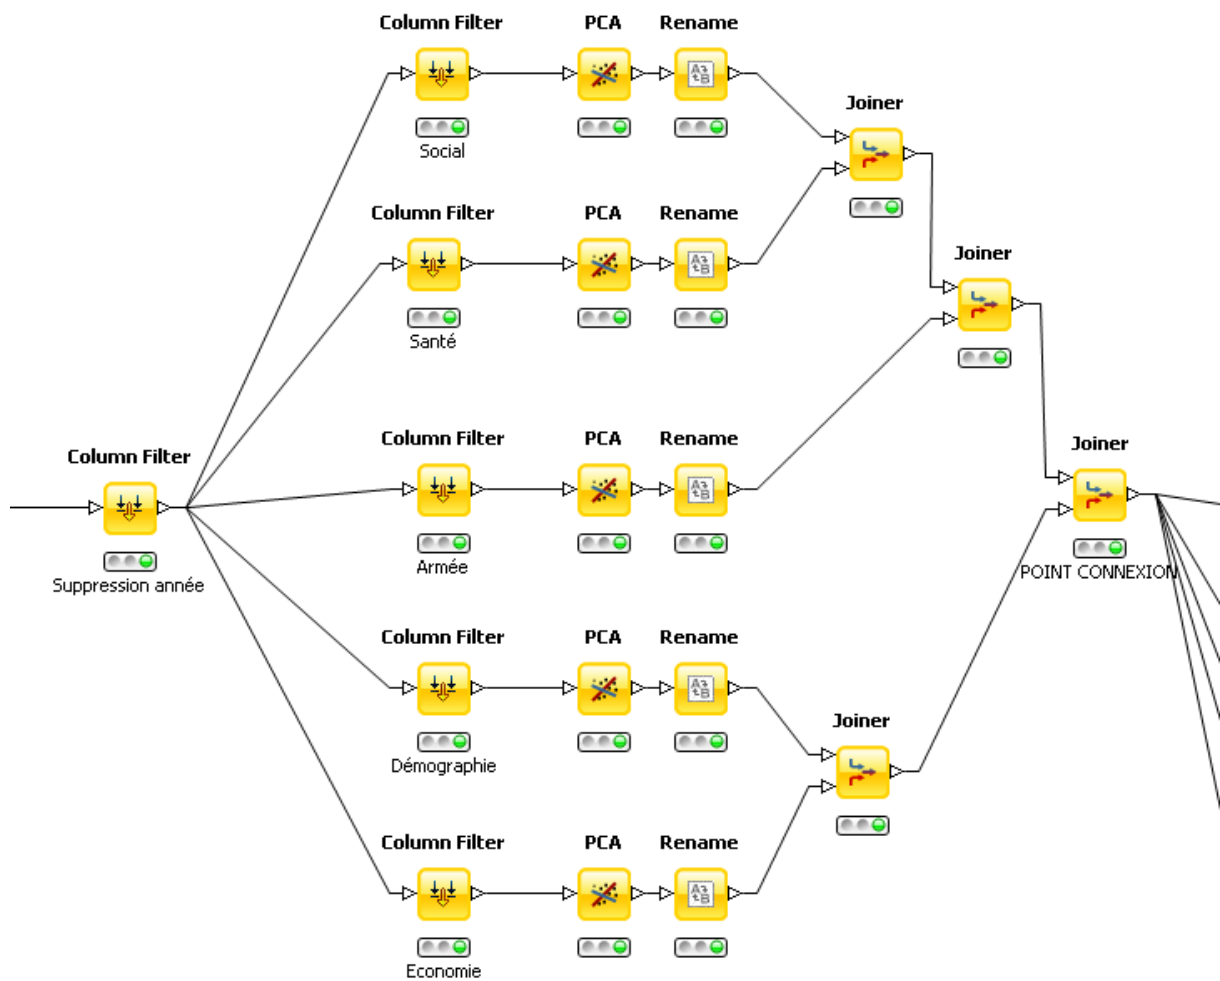 Column Filter
PCA
Rename
Social
Joiner
Column Filter
PCA
Rename
Santé
Joiner
Column Filter
PCA
Rename
Armée
Joiner
POINT CONNEXION
Column Filter
Suppression année
Column Filter
PCA
Rename
Démographie
Joiner
Column Filter
PCA
Rename
Economie